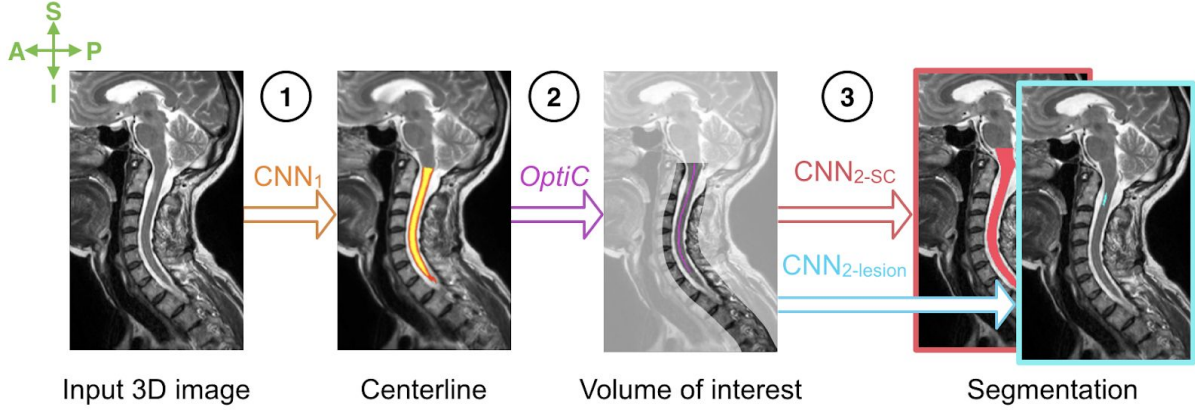 S
A P
I
1
2
3
CNN1
OptiC
CNN2-SC
CNN2-lesion
Input 3D image
Centerline
Volume of interest
Segmentation